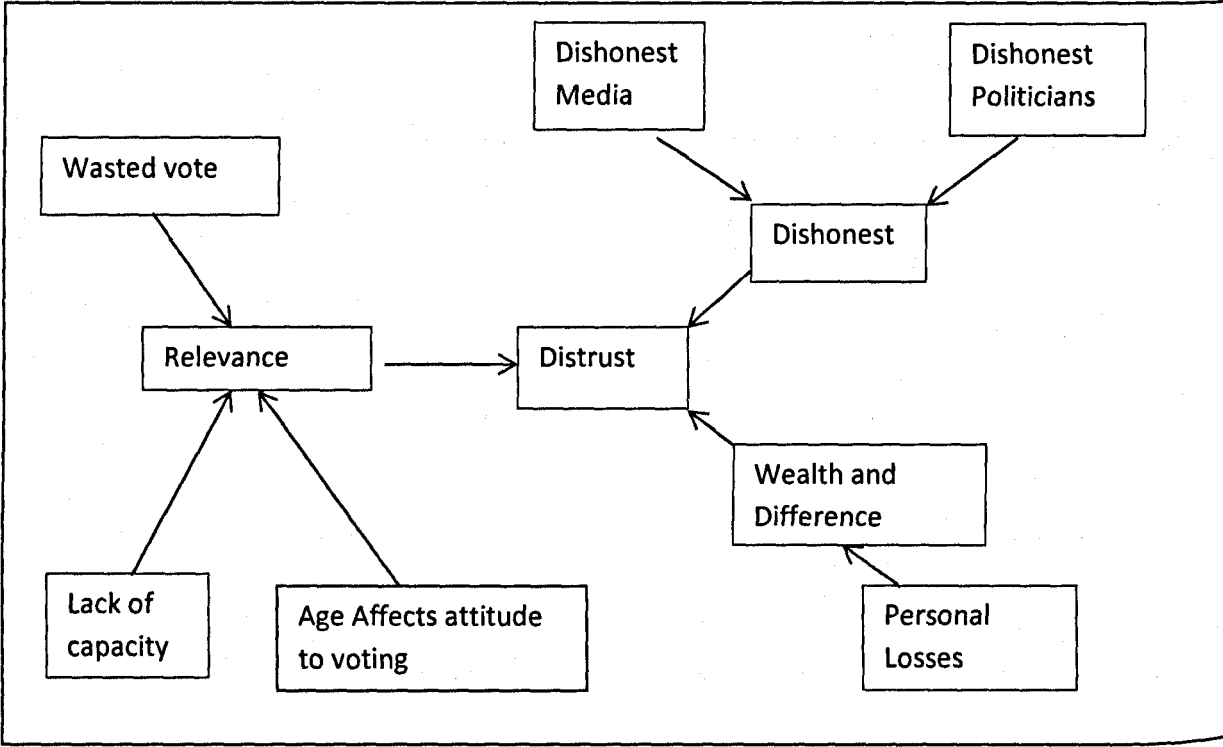 Dishonest
Media
Dishonest
Politicians
Wasted vote
Dishonest
Relevance
Distrust
Wealth and
Difference
Lack of
capacity
Age Affects attitude
to voting
Personal
Losses